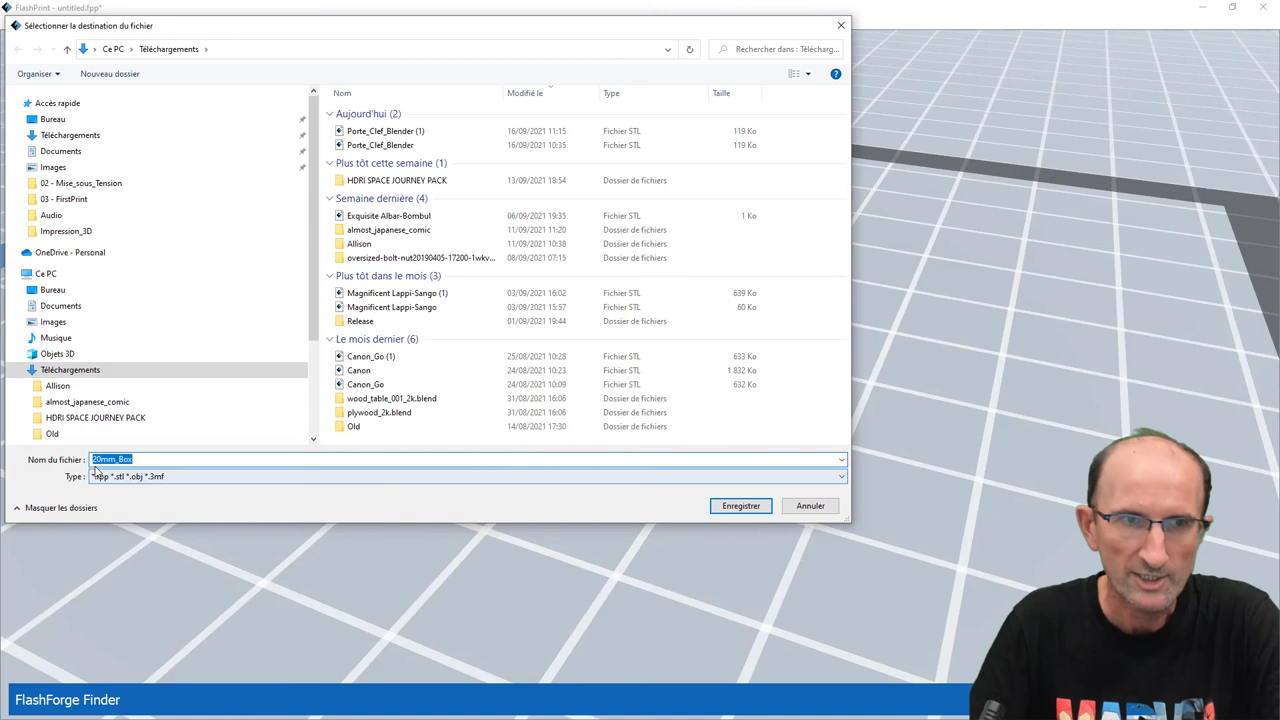 FlashPrint - untitled.fpp*
Sélectionner la destination du fichier
Ce PC
Téléchargements
Rechercher dans : Télécharg...
Organiser
Nouveau dossier
Accès rapide
Bureau
Téléchargements
Documents
Images
02 - Mise_sous_Tension
03 - FirstPrint
Audio
Impression_3D
OneDrive - Personal
Ce PC
Bureau
Documents
Images
Musique
Objets 3D
Téléchargements
Allison
almost_japanese_comic
HDRI SPACE JOURNEY PACK
Old
Nom Modifié le Type Taille
Aujourd'hui (2)
Porte_Clef_Blender (1) 16/09/2021 11:15 Fichier STL 119 Ko
Porte_Clef_Blender 16/09/2021 10:35 Fichier STL 119 Ko
Plus tôt cette semaine (1)
HDRI SPACE JOURNEY PACK 13/09/2021 18:54 Dossier de fichiers
Semaine dernière (4)
Exquisite Albar-Bombul 06/09/2021 19:35 Fichier STL 1 Ko
almost_japanese_comic 11/09/2021 11:20 Dossier de fichiers
Allison 11/09/2021 10:38 Dossier de fichiers
oversized-bolt-nut20190405-17200-1wkv... 08/09/2021 07:15 Dossier de fichiers
Plus tôt dans le mois (3)
Magnificent Lappi-Sango (1) 03/09/2021 16:02 Fichier STL 639 Ko
Magnificent Lappi-Sango 03/09/2021 15:57 Fichier STL 60 Ko
Release 01/09/2021 19:44 Dossier de fichiers
Le mois dernier (6)
Canon_Go (1) 25/08/2021 10:28 Fichier STL 633 Ko
Canon 24/08/2021 10:23 Fichier STL 1 832 Ko
Canon_Go 24/08/2021 10:09 Fichier STL 632 Ko
wood_table_001_2k.blend 31/08/2021 16:06 Dossier de fichiers
plywood_2k.blend 31/08/2021 16:06 Dossier de fichiers
Old 14/08/2021 17:30 Dossier de fichiers
Nom du fichier : 20mm_Box
Type : *.stl *.obj *.3mf
Masquer les dossiers
Enregistrer
Annuler
FlashForge Finder